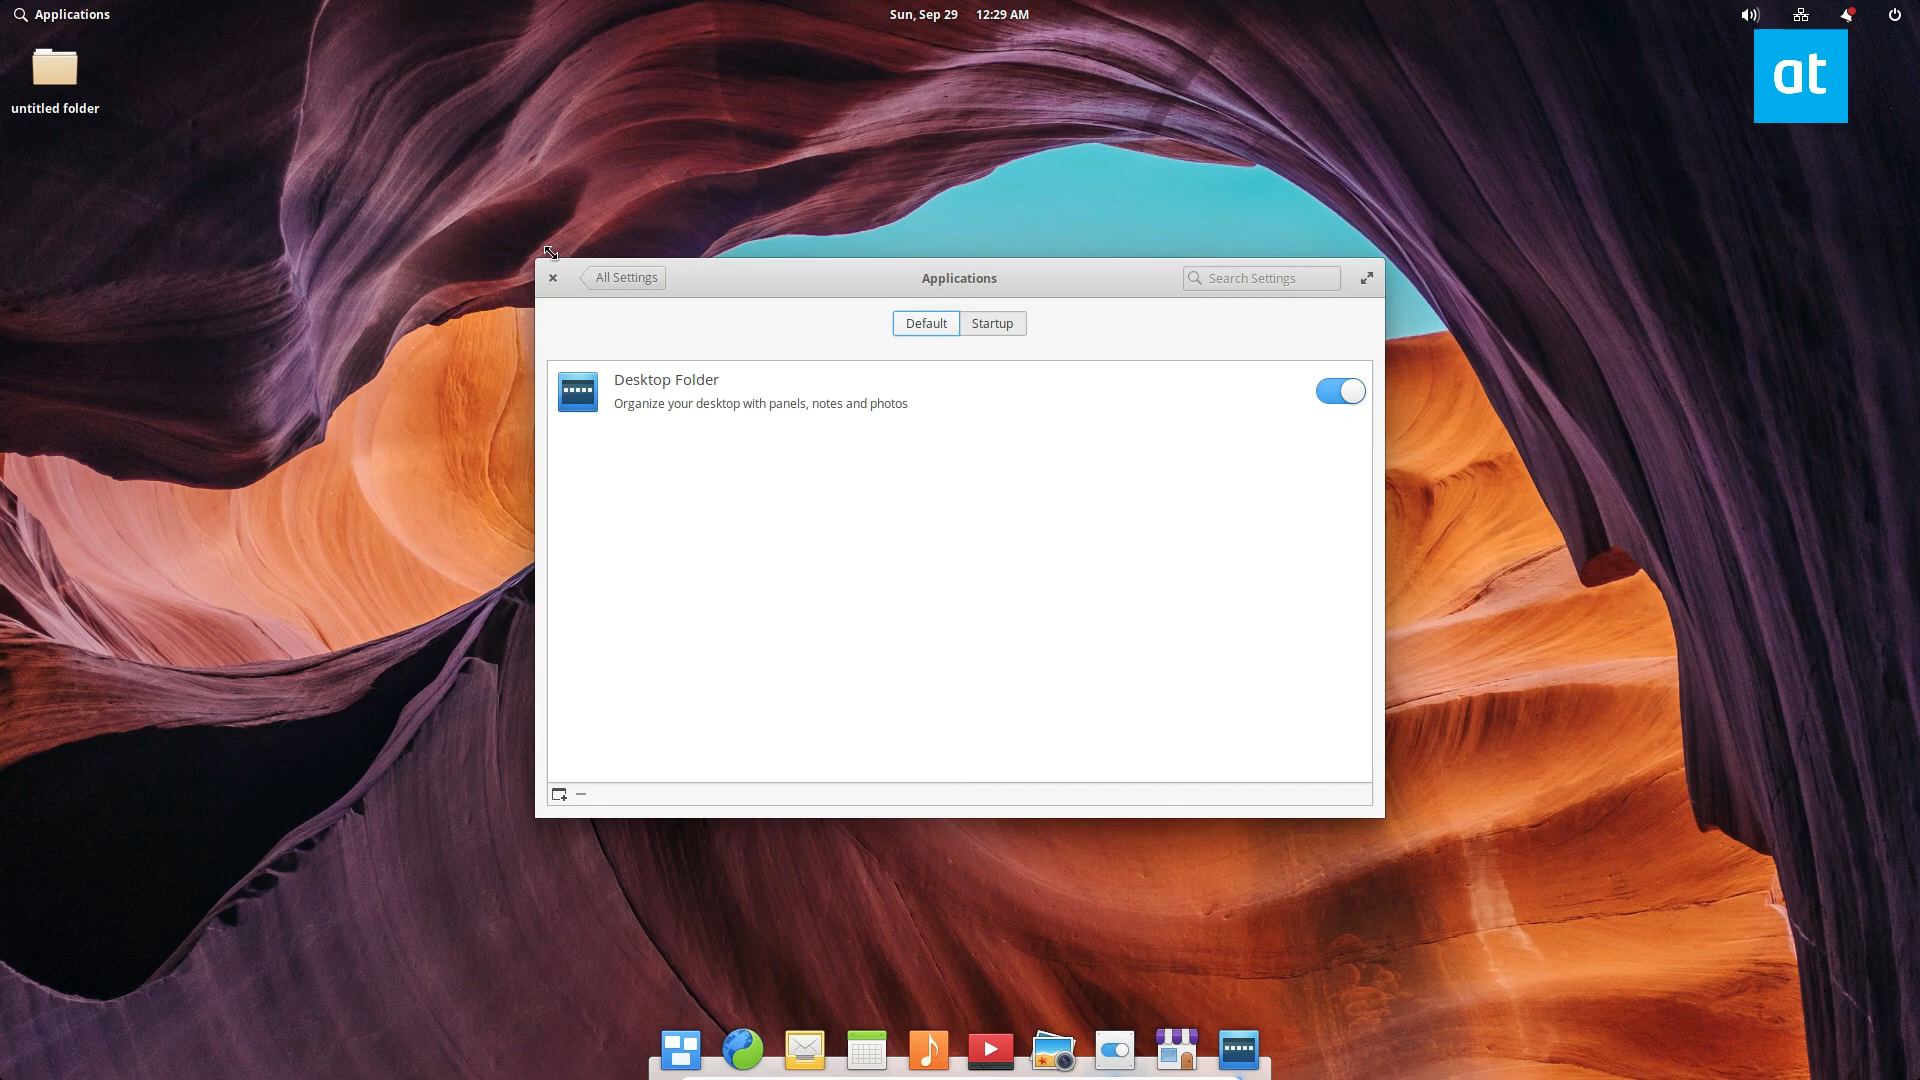 Applications
Sun, Sep 29 12:29 AM
at
untitled folder
All Settings
Applications
Search Settings
Default
Startup
Desktop Folder
Organize your desktop with panels, notes and photos